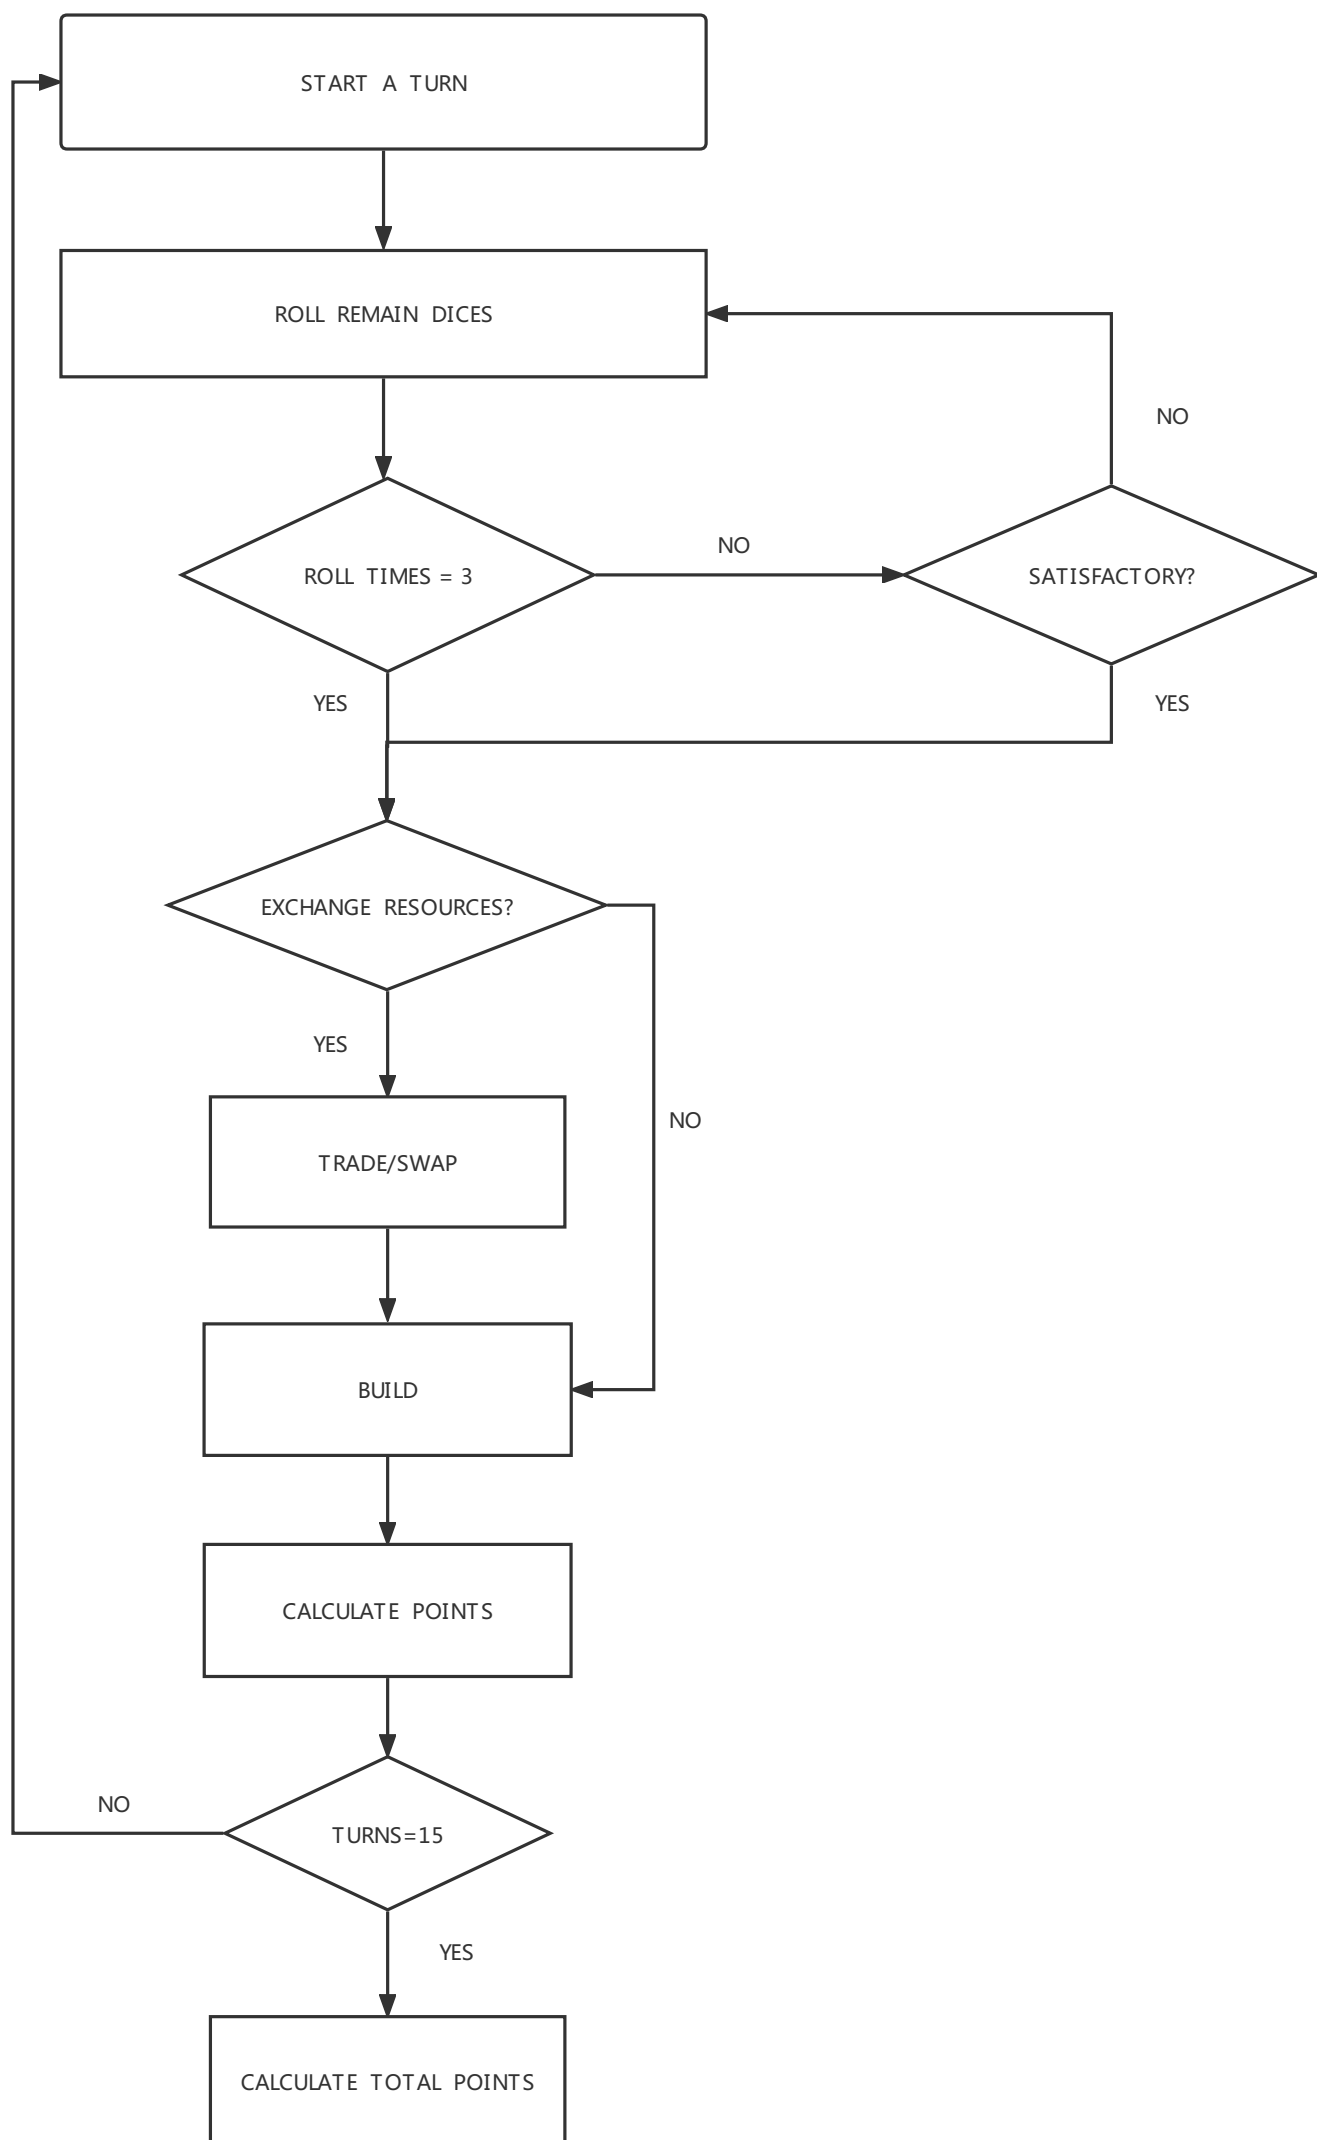 START A TURN
ROLL REMAIN DICES
NO
ROLL TIMES = 3
NO
SATISFACTORY?
YES
YES
EXCHANGE RESOURCES?
YES
NO
TRADE/SWAP
BUILD
CALCULATE POINTS
NO
TURNS=15
YES
CALCULATE TOTAL POINTS